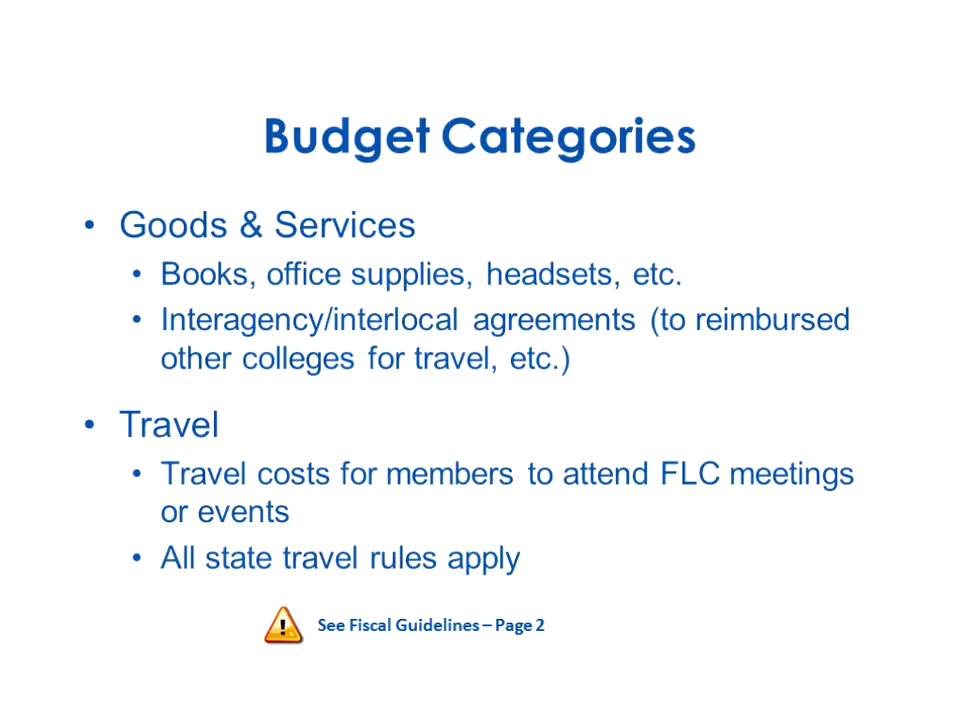 Budget Categories
• Goods & Services
• Books, office supplies, headsets, etc.
• Interagency/interlocal agreements (to reimbursed
other colleges for travel, etc.)
• Travel
• Travel costs for members to attend FLC meetings
or events
• All state travel rules apply
! See Fiscal Guidelines – Page 2